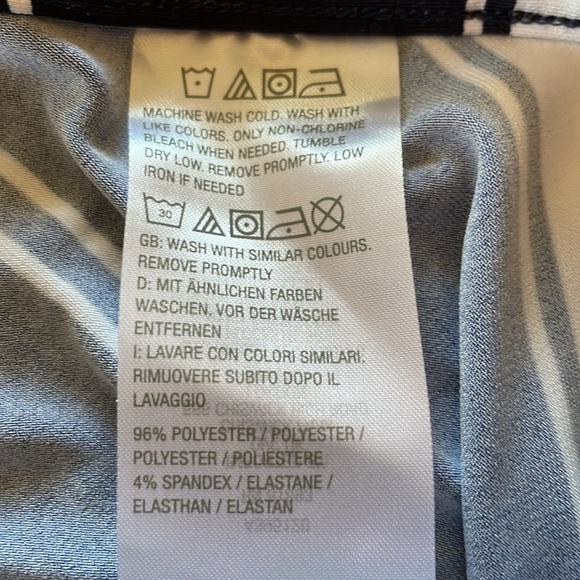 MACHINE WASH COLD. WASH WITH
LIKE COLORS. ONLY NON-CHLORINE
BLEACH WHEN NEEDED. TUMBLE
DRY LOW. REMOVE PROMPTLY. LOW
IRON IF NEEDED
30
GB: WASH WITH SIMILAR COLOURS.
REMOVE PROMPTLY
D: MIT ÄHNLICHEN FARBEN
WASCHEN, VOR DER WÄSCHE
ENTFERNEN
I: LAVARE CON COLORI SIMILARI.
RIMUOVERE SUBITO DOPO IL
LAVAGGIO
96% POLYESTER / POLYESTER /
POLYESTER / POLIESTERE
4% SPANDEX / ELASTANE /
ELASTHAN / ELASTAN